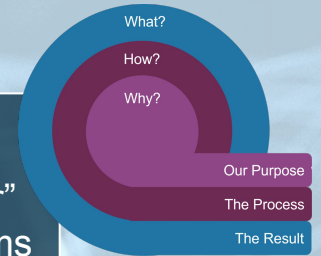 What?
How?
Why?
Our Purpose
The Process
The Result